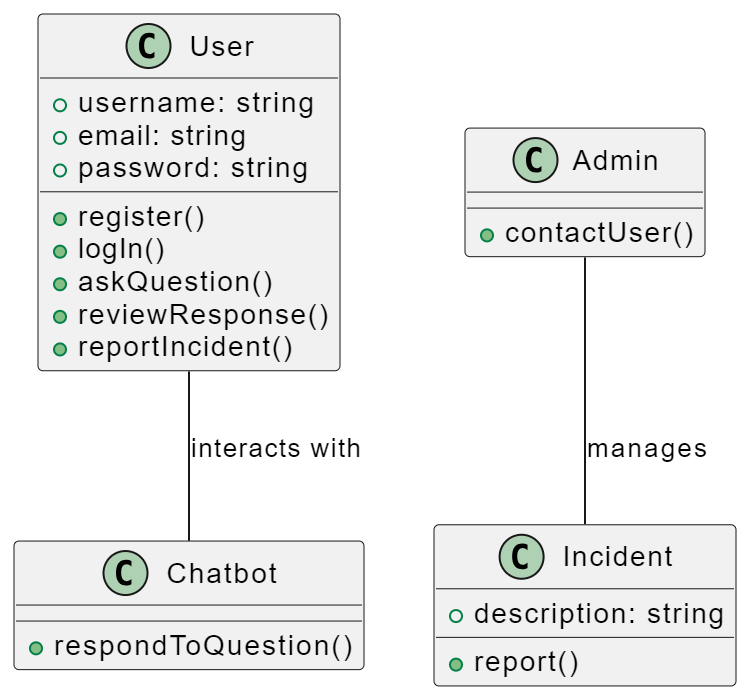 C User
username: string
email: string
password: string
register()
logIn()
askQuestion()
reviewResponse()
reportIncident()
C Admin
contactUser()
interacts with
manages
C Chatbot
respondToQuestion()
C Incident
description: string
report()